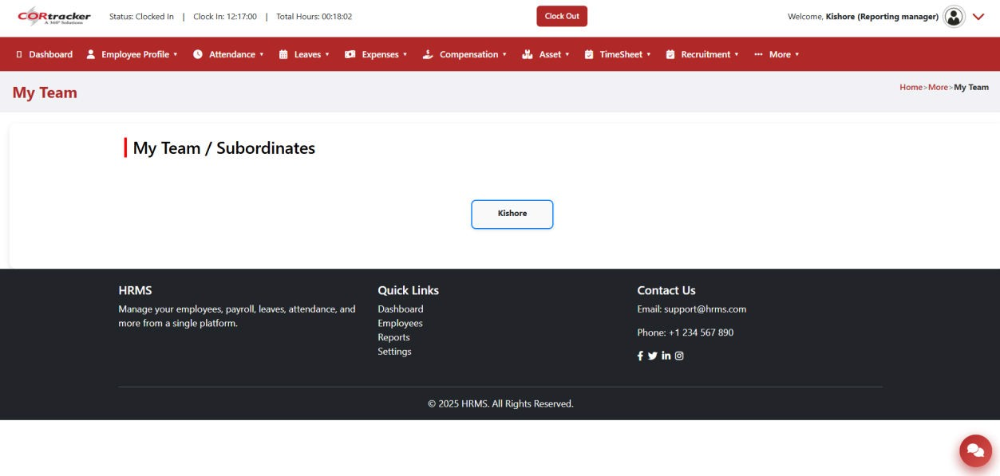 CORtracker
A 360° Solutions
Status: Clocked In | Clock In: 12:17:00 | Total Hours: 00:18:02
Clock Out
Welcome, Kishore (Reporting manager)
Dashboard Employee Profile Attendance Leaves Expenses Compensation Asset TimeSheet Recruitment More
My Team
Home>More>My Team
My Team / Subordinates
Kishore
HRMS
Manage your employees, payroll, leaves, attendance, and
more from a single platform.
Quick Links
Dashboard
Employees
Reports
Settings
Contact Us
Email: support@hrms.com
Phone: +1 234 567 890
© 2025 HRMS. All Rights Reserved.